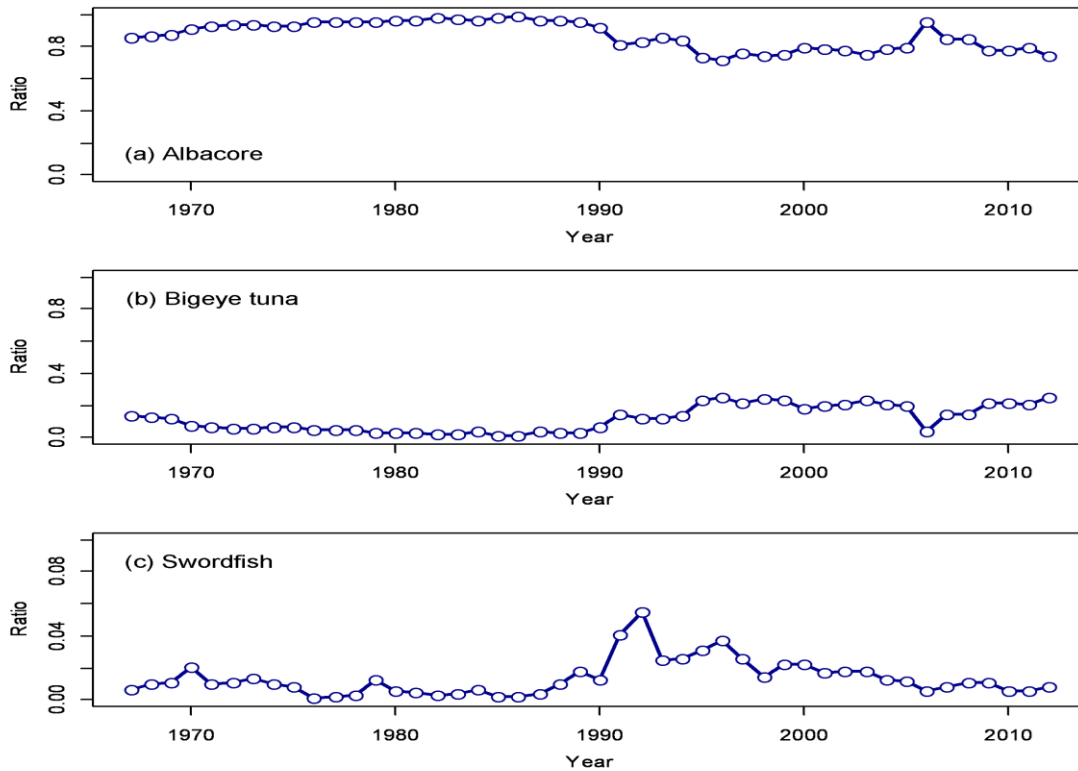 Ratio
0.0 0.4 0.8
(a) Albacore
1970 1980 1990 2000 2010
Year
Ratio
0.0 0.4 0.8
(b) Bigeye tuna
1970 1980 1990 2000 2010
Year
Ratio
0.00 0.04 0.08
(c) Swordfish
1970 1980 1990 2000 2010
Year